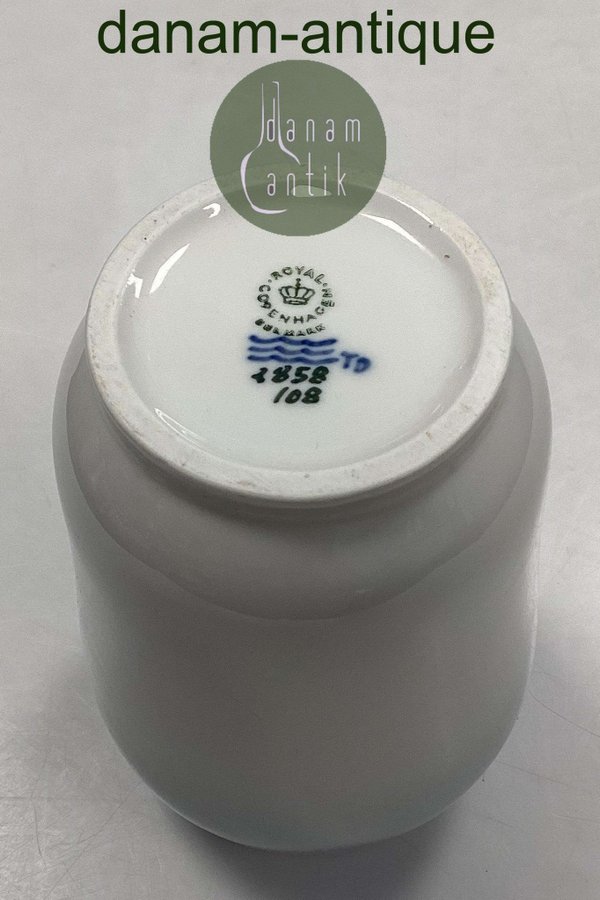 danam-antique
danam
antik
ROYAL
COPENHAGEN
DENMARK
TD
1858
108